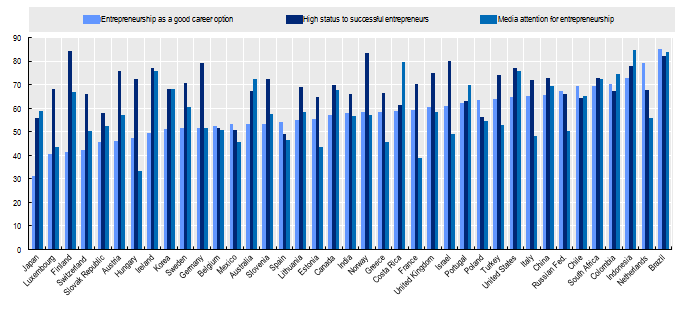 Entrepreneurship as a good career option High status to successful entrepreneurs Media attention for entrepreneurship
90
80
70
60
50
40
30
20
10
0
Japan
Luxembourg
Finland
Switzerland
Slovak Republic
Austria
Hungary
Ireland
Korea
Sweden
Germany
Belgium
Mexico
Australia
Slovenia
Spain
Lithuania
Estonia
Canada
India
Norway
Greece
Costa Rica
France
United Kingdom
Israel
Portugal
Poland
Turkey
United States
Italy
China
Russian Fed.
Chile
South Africa
Colombia
Indonesia
Netherlands
Brazil